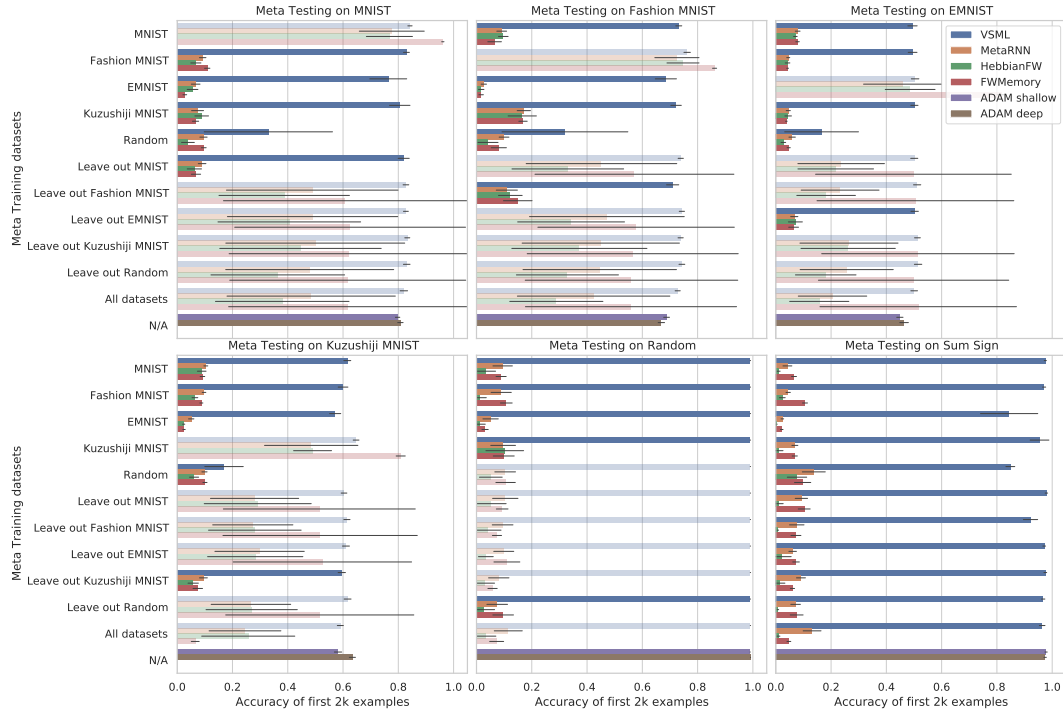 Meta Testing on MNIST
Meta Testing on Fashion MNIST
Meta Testing on EMNIST
VSML
MetaRNN
HebbianFW
FWMemory
ADAM shallow
ADAM deep
Meta Training datasets
MNIST
Fashion MNIST
EMNIST
Kuzushiji MNIST
Random
Leave out MNIST
Leave out Fashion MNIST
Leave out EMNIST
Leave out Kuzushiji MNIST
Leave out Random
All datasets
N/A
Meta Testing on Kuzushiji MNIST
Meta Testing on Random
Meta Testing on Sum Sign
Meta Training datasets
MNIST
Fashion MNIST
EMNIST
Kuzushiji MNIST
Random
Leave out MNIST
Leave out Fashion MNIST
Leave out EMNIST
Leave out Kuzushiji MNIST
Leave out Random
All datasets
N/A
0.0 0.2 0.4 0.6 0.8 1.0
0.0 0.2 0.4 0.6 0.8 1.0
0.0 0.2 0.4 0.6 0.8 1.0
Accuracy of first 2k examples
Accuracy of first 2k examples
Accuracy of first 2k examples